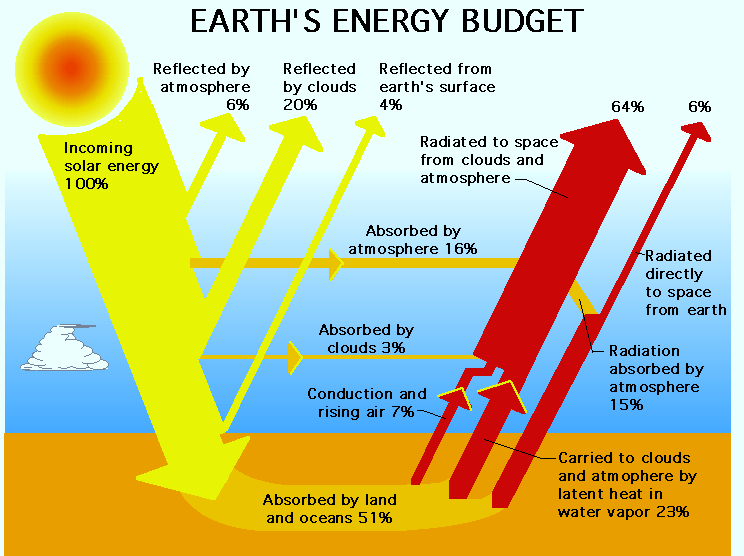 EARTH'S ENERGY BUDGET
Reflected by
atmosphere
6%
Reflected
by clouds
20%
Reflected from
earth's surface
4%
64%
6%
Incoming
solar energy
100%
Radiated to space
from clouds and
atmosphere
Absorbed by
atmosphere 16%
Radiated
directly
to space
from earth
Absorbed by
clouds 3%
Radiation
absorbed by
atmosphere
15%
Conduction and
rising air 7%
Carried to clouds
and atmophere by
latent heat in
water vapor 23%
Absorbed by land
and oceans 51%